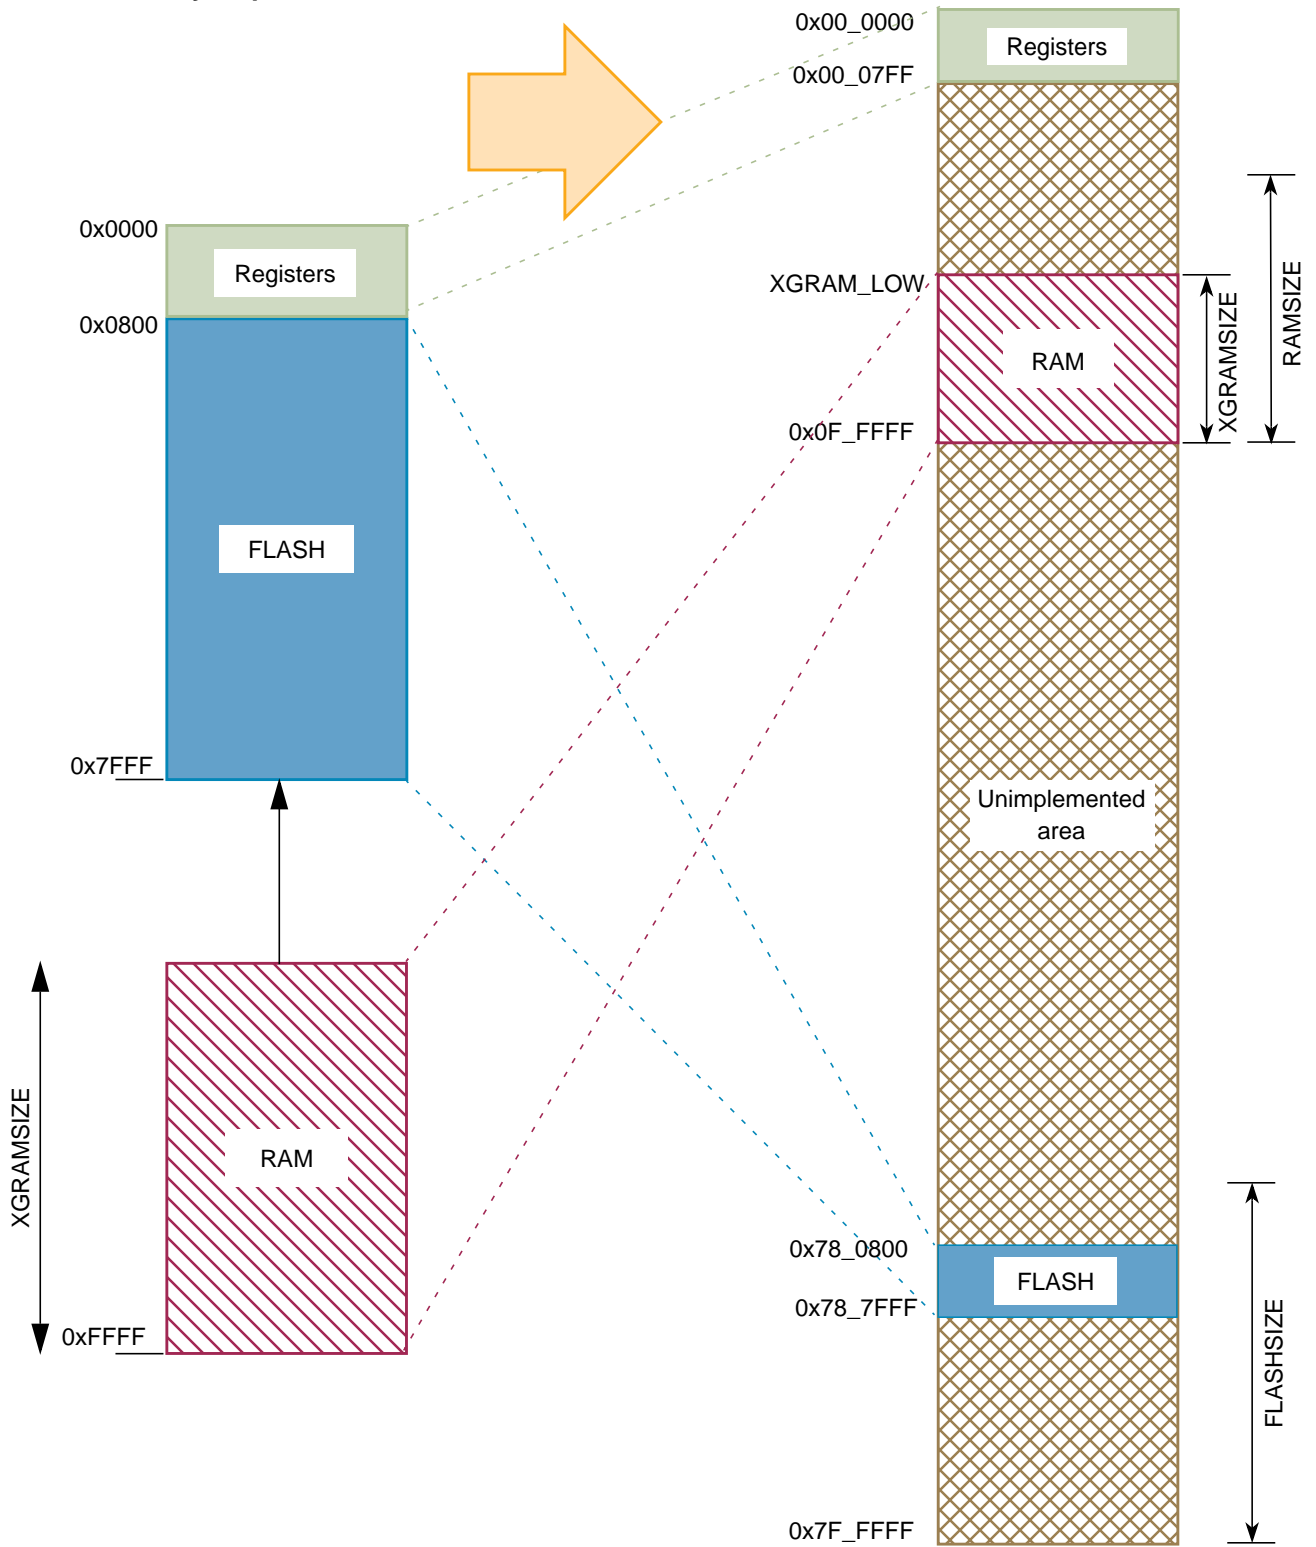 0x0000
Registers
0x0800
FLASH
0x7FFF
XGRAMSIZE
RAM
0xFFFF
0x00_0000
Registers
0x00_07FF
XGRAM_LOW
RAM
0x0F_FFFF
XGRAMSIZE
RAMSIZE
Unimplemented
area
0x78_0800
FLASH
0x78_7FFF
FLASHSIZE
0x7F_FFFF